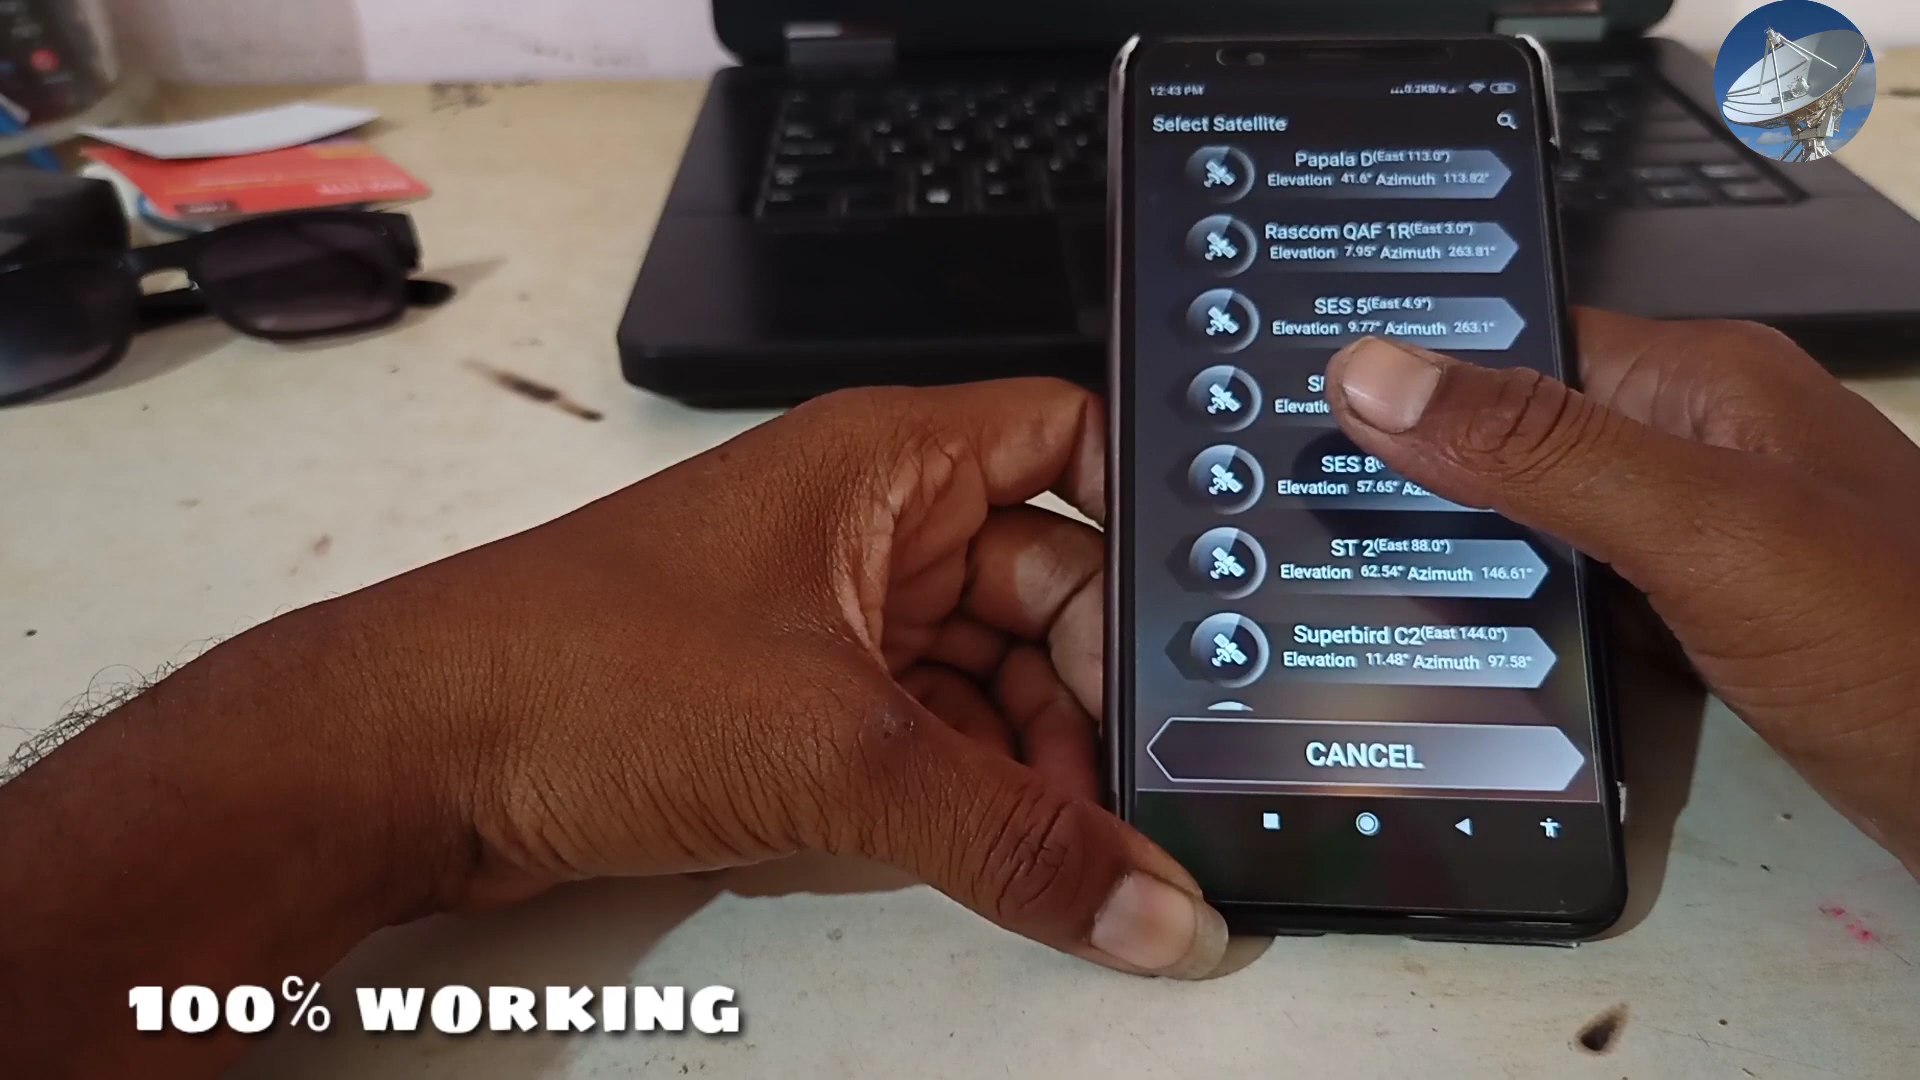 12:43 PM
Select Satellite
Papala D(East 113.0°)
Elevation 41.6° Azimuth 113.82°
Rascom QAF 1R(East 3.0°)
Elevation 7.95° Azimuth 263.81°
SES 5(East 4.9°)
Elevation 9.77° Azimuth 263.1°
SES 8(
Elevation 57.65°
ST 2(East 88.0°)
Elevation 62.54° Azimuth 146.61°
Superbird C2(East 144.0°)
Elevation 11.48° Azimuth 97.58°
CANCEL
100% WORKING